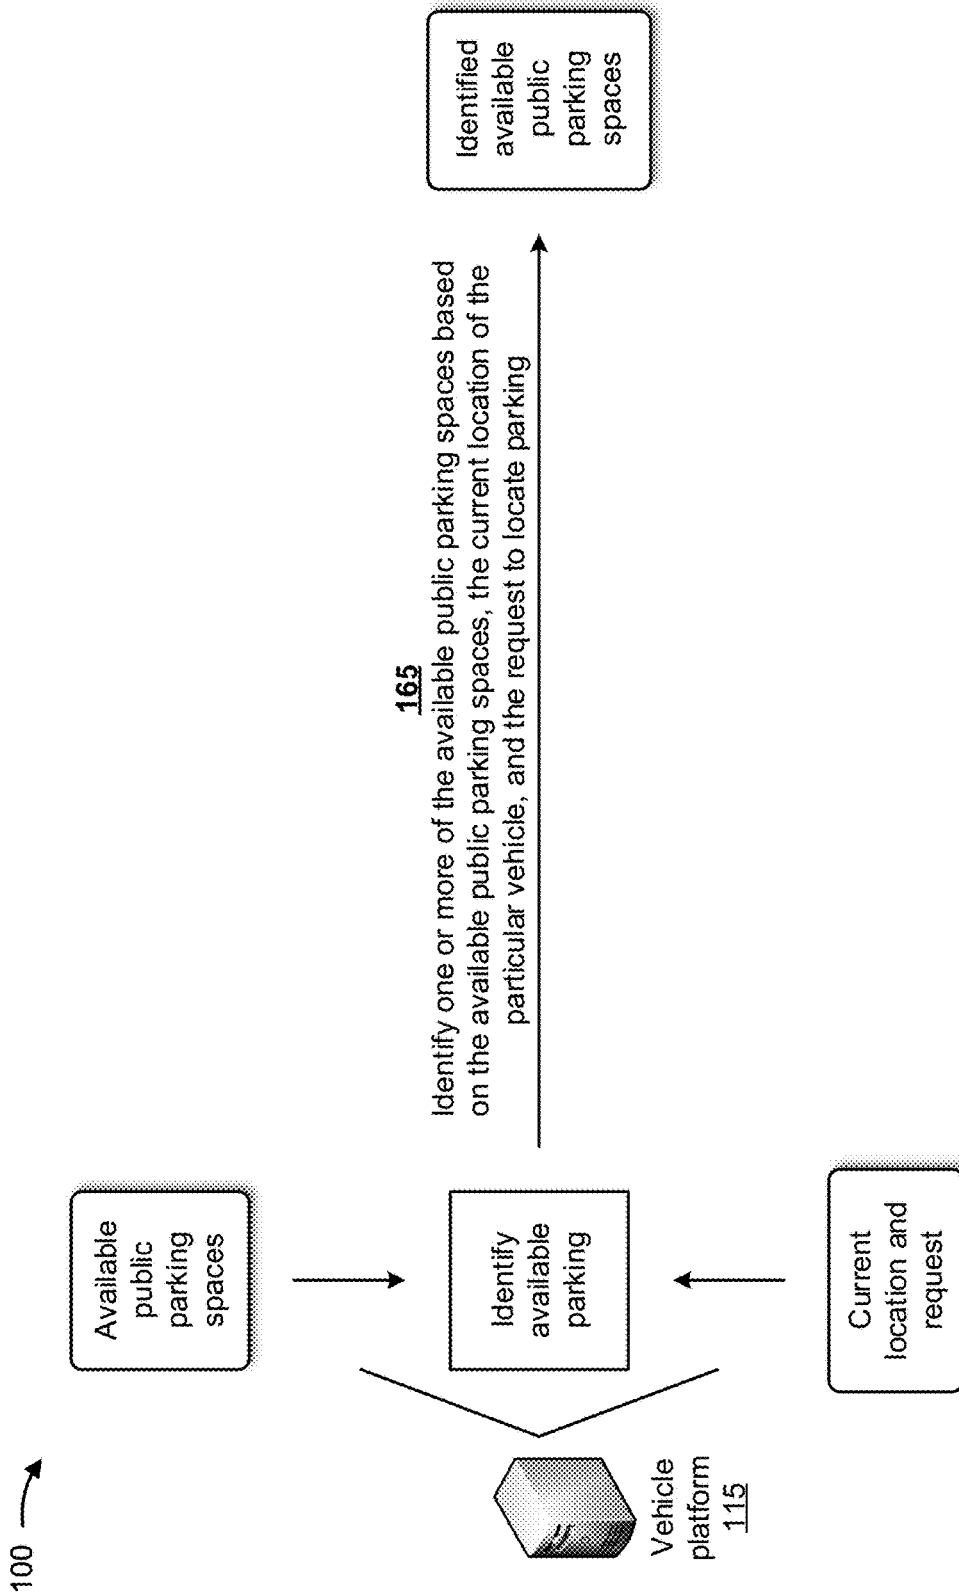 100
Available
public
parking
spaces
Vehicle
platform
115
Identify
available
parking
165
Identify one or more of the available public parking spaces based
on the available public parking spaces, the current location of the
particular vehicle, and the request to locate parking
Identified
available
public
parking
spaces
Current
location and
request